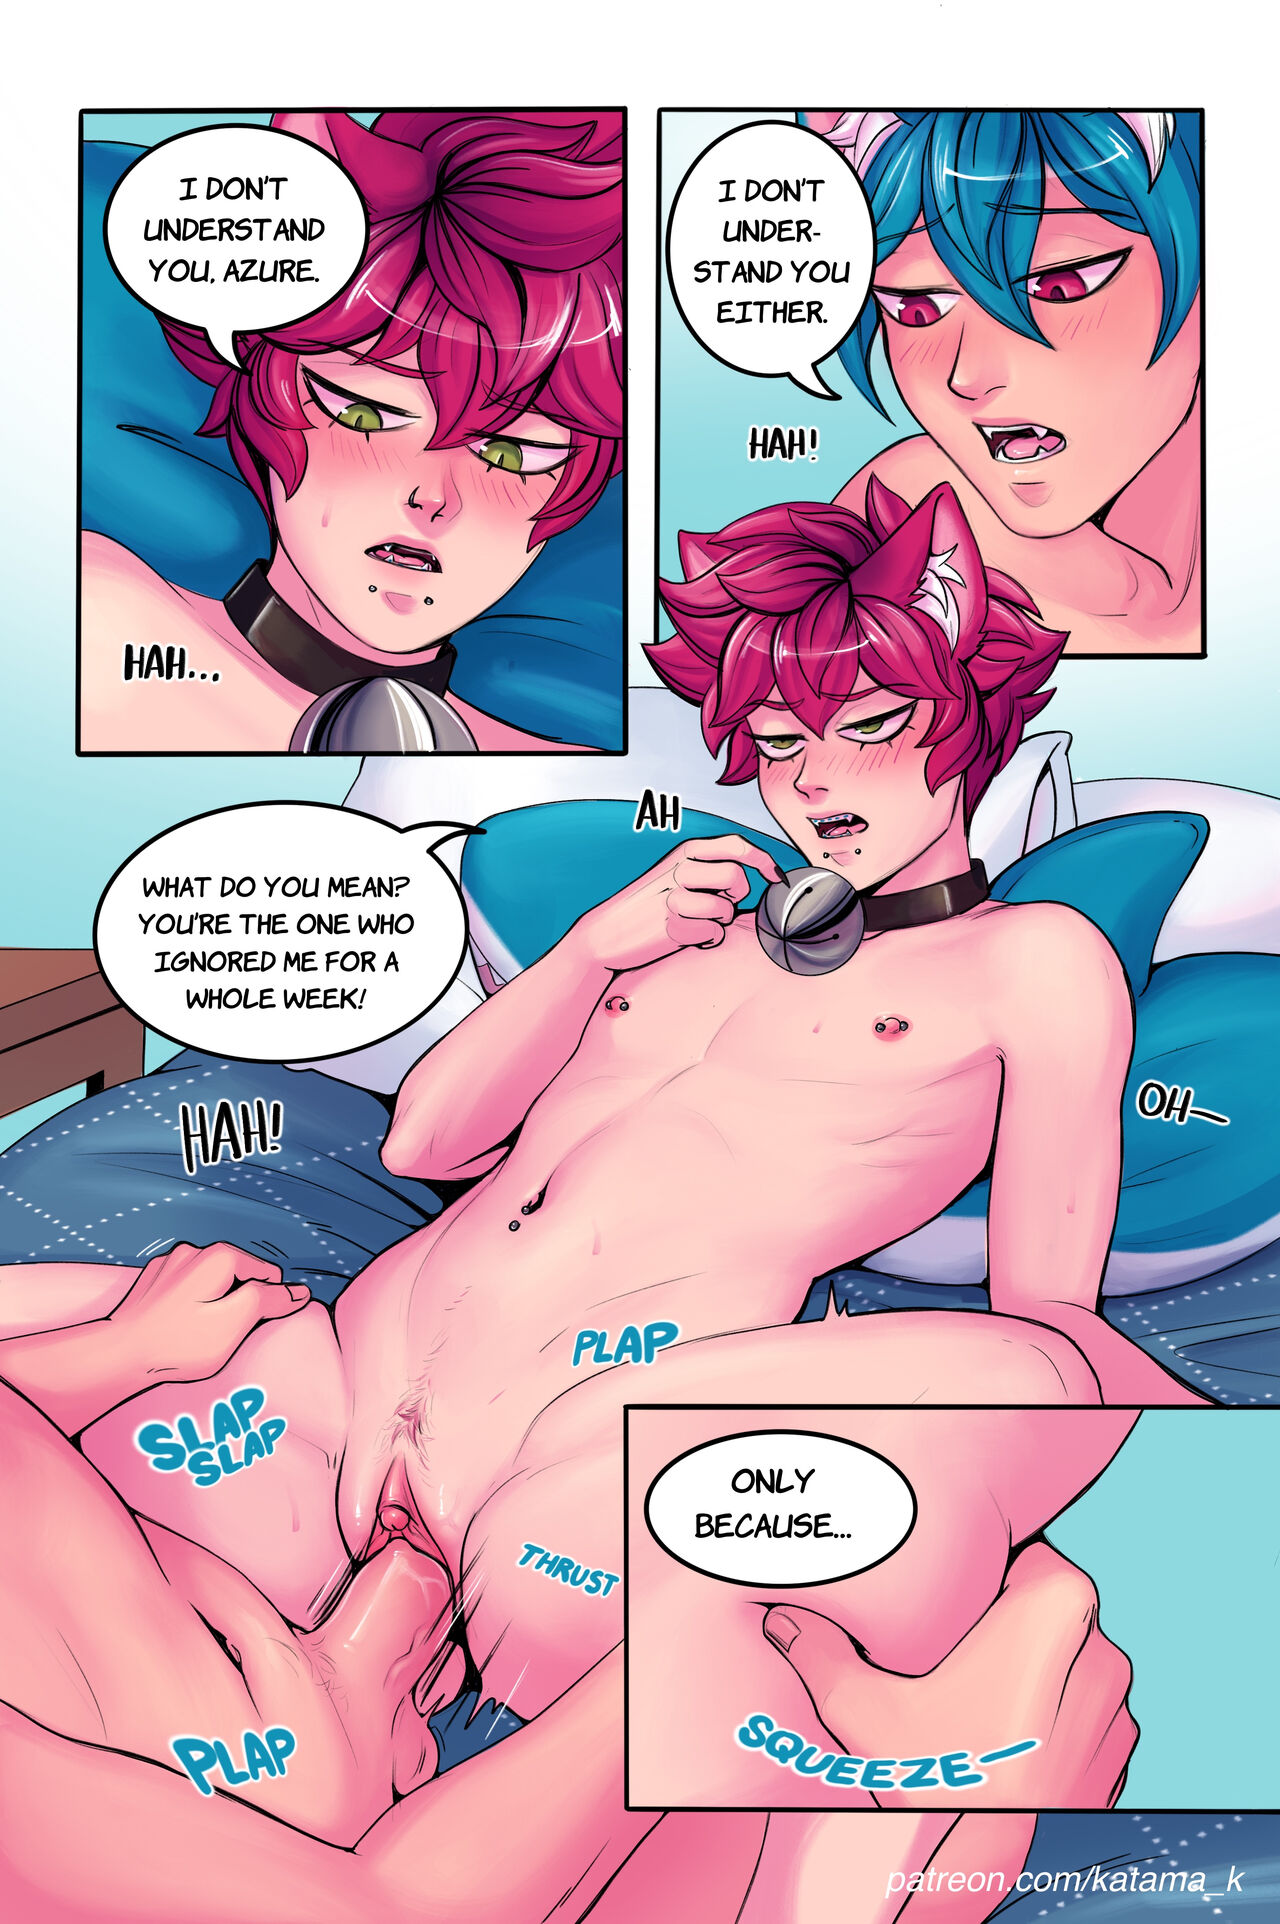 I DON'T
UNDERSTAND
YOU, AZURE.
HAH...
I DON'T
UNDER-
STAND YOU
EITHER.
HAH!
AH
WHAT DO YOU MEAN?
YOU'RE THE ONE WHO
IGNORED ME FOR A
WHOLE WEEK!
HAH!
OH—
PLAP
SLAP
SLAP
THRUST
PLAP
ONLY
BECAUSE...
SQUEEZE—
patreon.com/katama_k